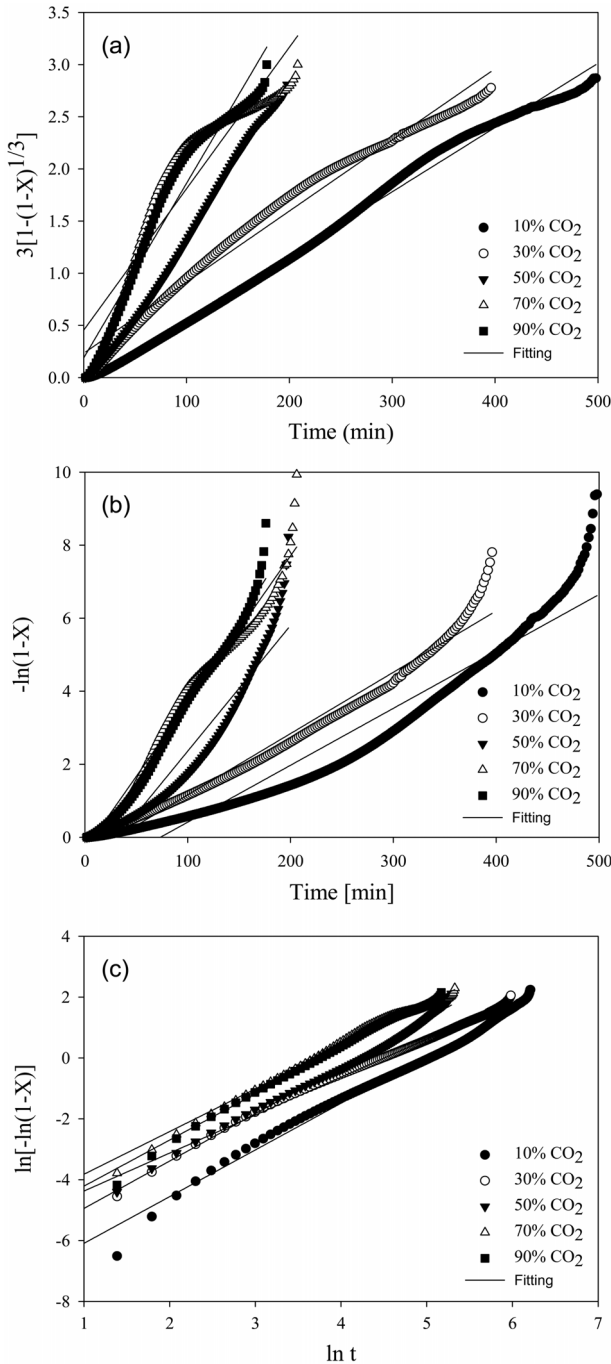 (a)
3[1-(1-X)^1/3]
3.0
2.5
2.0
1.5
1.0
0.5
0.0
10% CO2
30% CO2
50% CO2
70% CO2
90% CO2
Fitting
0 100 200 300 400 500
Time (min)
(b)
-ln(1-X)
10
8
6
4
2
0
10% CO2
30% CO2
50% CO2
70% CO2
90% CO2
Fitting
0 100 200 300 400 500
Time [min]
(c)
ln[-ln(1-X)]
4
2
0
-2
-4
-6
-8
10% CO2
30% CO2
50% CO2
70% CO2
90% CO2
Fitting
1 2 3 4 5 6 7
ln t